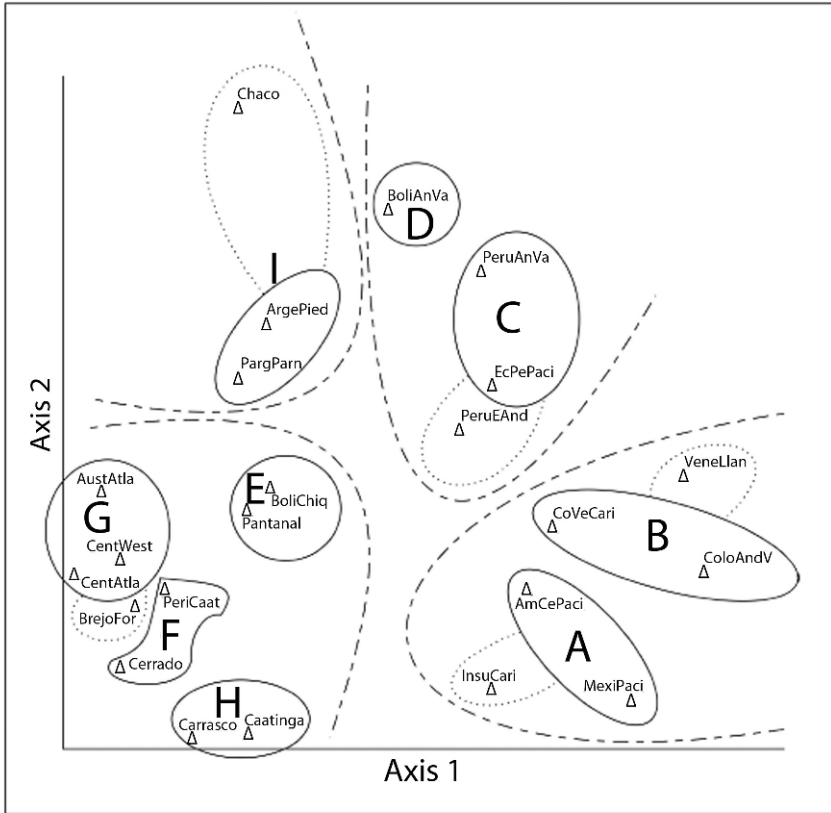 Chaco
BoliAnVa
D
PeruAnVa
I
ArgePied
C
PargParn
EcPePaci
Axis 2
PeruEAnd
VeneLlan
AustAtla
E
BoliChiq
G
Pantanal
CoVeCari
B
CentWest
ColoAndV
CentAtla
PeriCaat
AmCePaci
BrejoFor
F
A
Cerrado
InsuCari
MexiPaci
H
Carrasco
Caatinga
Axis 1